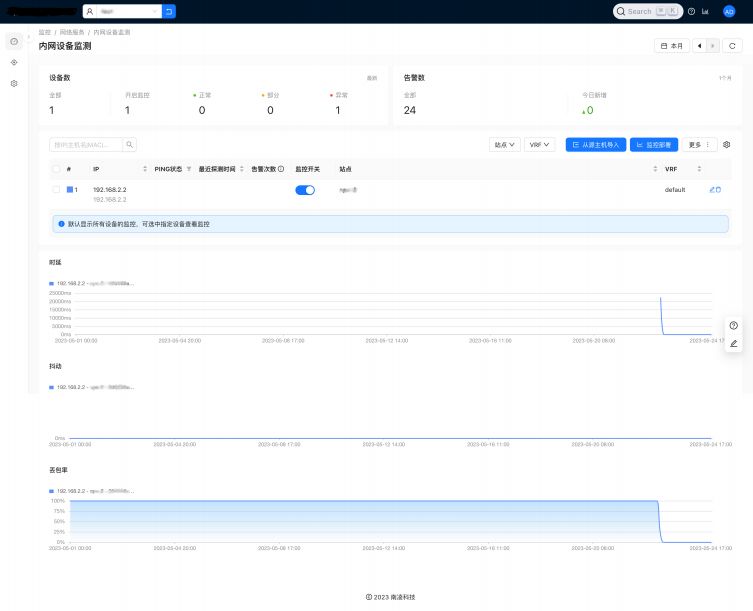 Search ⌘ K
AD
监控 / 网络服务 / 内网设备监测
内网设备监测
本月
设备数 最新
全部 开启监控 正常 部分 异常
1 1 0 0 1
告警数 1个月
全部 今日新增
24 0
按IP/主机名/MAC/...
站点 VRF 从源主机导入 监控部署 更多
# IP PING状态 最近探测时间 告警次数 监控开关 站点 VRF
1 192.168.2.2 default
192.168.2.2
默认显示所有设备的监控，可选中指定设备查看监控
时延
192.168.2.2 -
25000ms
20000ms
15000ms
10000ms
5000ms
0ms
2023-05-01 00:00 2023-05-04 20:00 2023-05-08 17:00 2023-05-12 14:00 2023-05-16 11:00 2023-05-20 08:00 2023-05-24 17:00
抖动
192.168.2.2 -
0ms
2023-05-01 00:00 2023-05-04 20:00 2023-05-08 17:00 2023-05-12 14:00 2023-05-16 11:00 2023-05-20 08:00 2023-05-24 17:00
丢包率
192.168.2.2 -
100%
75%
50%
25%
0%
2023-05-01 00:00 2023-05-04 20:00 2023-05-08 17:00 2023-05-12 14:00 2023-05-16 11:00 2023-05-20 08:00 2023-05-24 17:00
© 2023 南凌科技